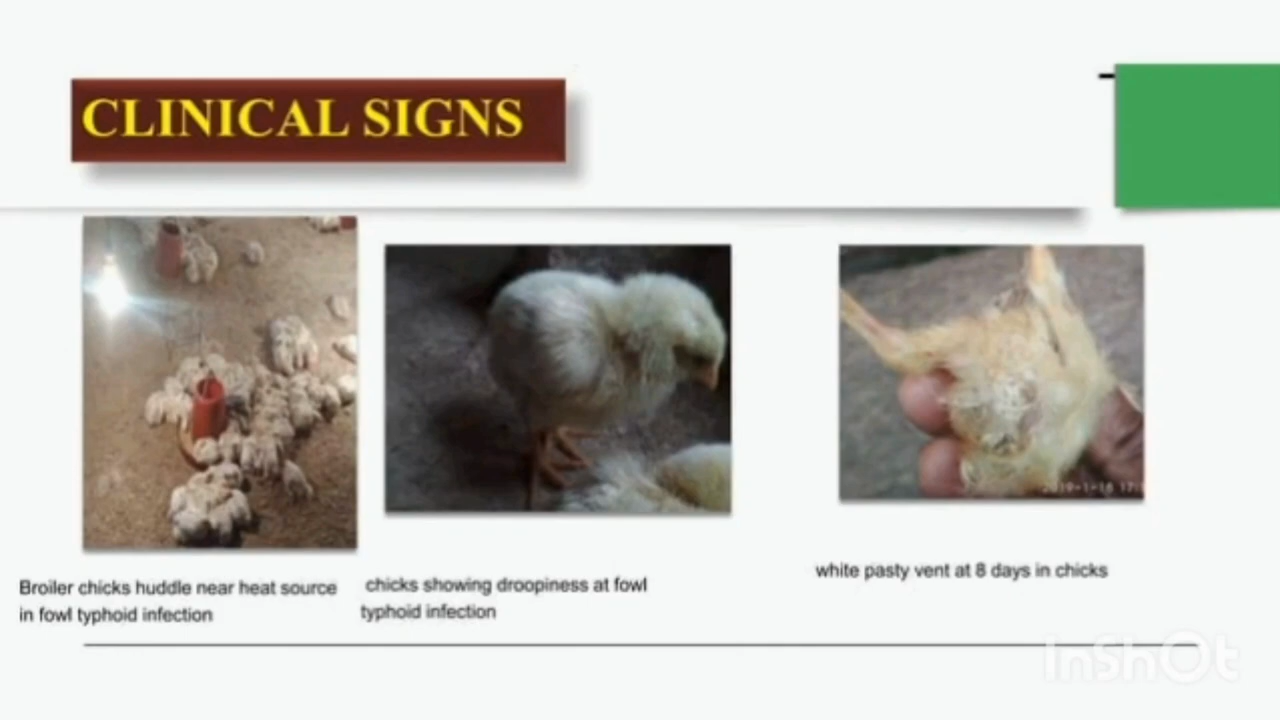 CLINICAL SIGNS
Broiler chicks huddle near heat source
in fowl typhoid infection
chicks showing droopiness at fowl
typhoid infection
white pasty vent at 8 days in chicks
InShOt